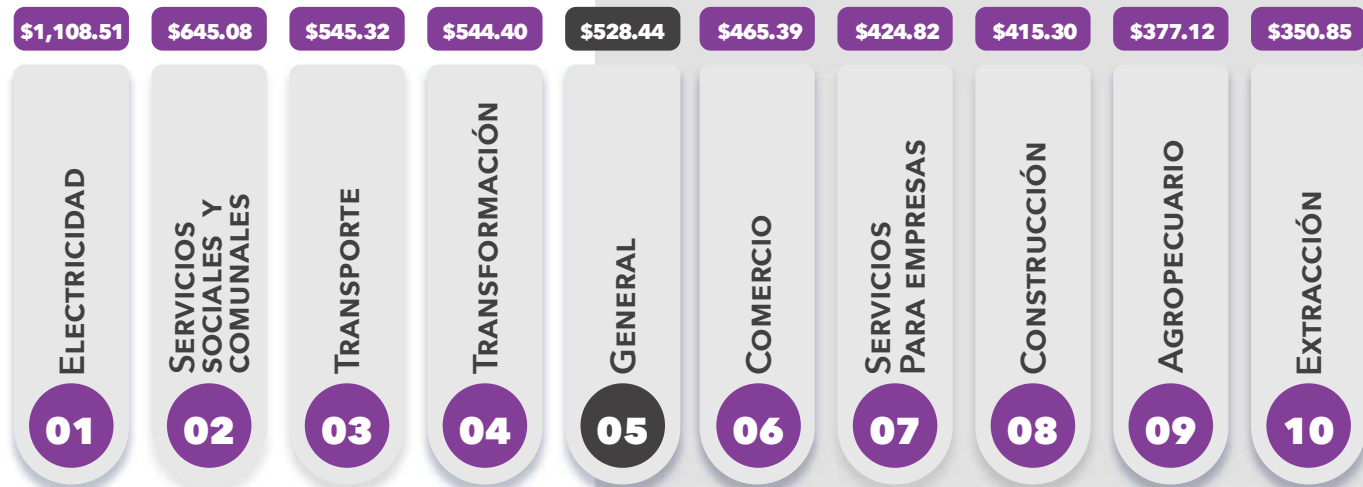 $1,108.51
$645.08
$545.32
$544.40
$528.44
$465.39
$424.82
$415.30
$377.12
$350.85
Electricidad
Servicios
sociales y
comunales
Transporte
Transformación
General
Comercio
Servicios
Para empresas
Construcción
Agropecuario
Extracción
01
02
03
04
05
06
07
08
09
10